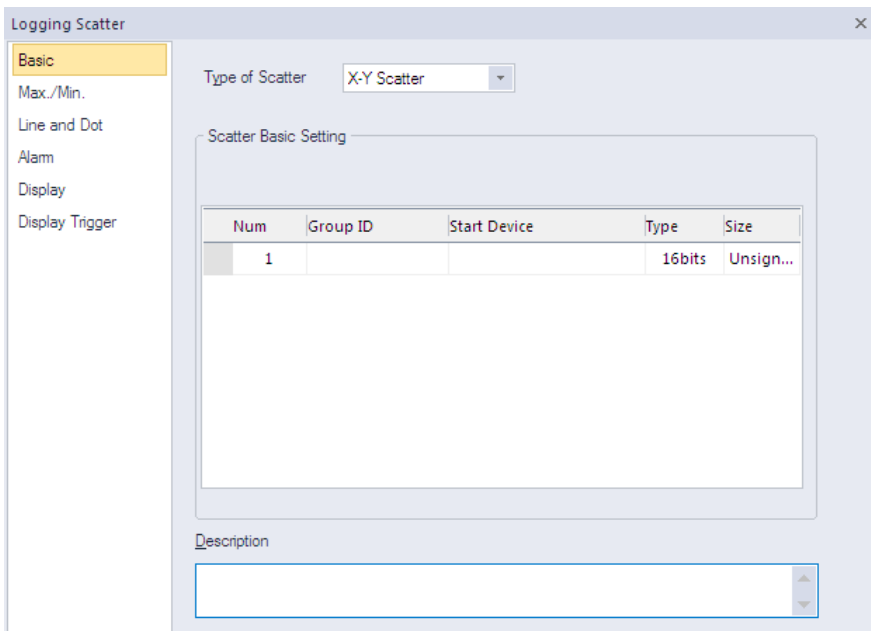 Logging Scatter
Basic
Max./Min.
Line and Dot
Alarm
Display
Display Trigger
Type of Scatter X-Y Scatter
Scatter Basic Setting
Num Group ID Start Device Type Size
1 16bits Unsign...
Description